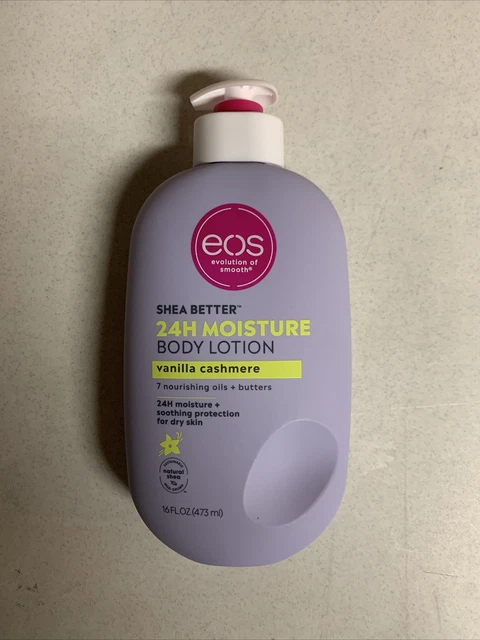 eos
evolution of
smooth®
SHEA BETTER™
24H MOISTURE
BODY LOTION
vanilla cashmere
7 nourishing oils + butters
24H moisture +
soothing protection
for dry skin
natural
shea
16 FL OZ (473 ml)